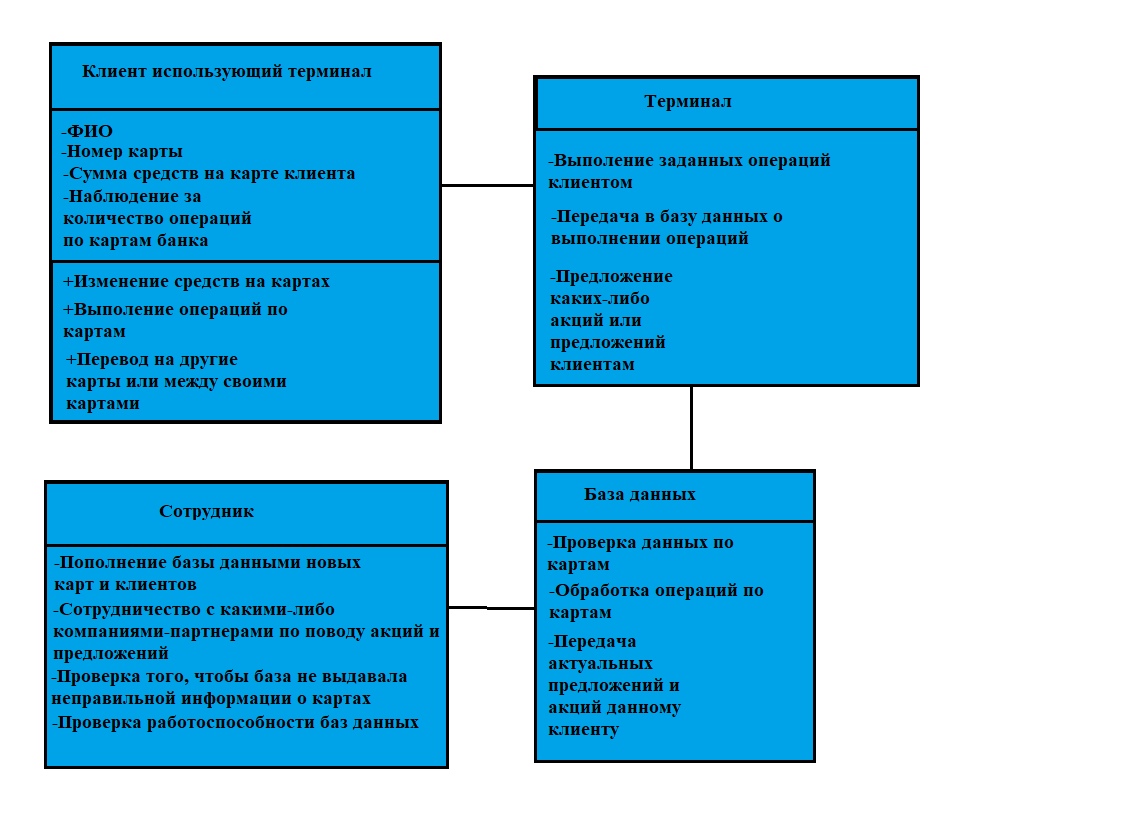 Клиент использующий терминал
-ФИО
-Номер карты
-Сумма средств на карте клиента
-Наблюдение за
количество операций
по картам банка
+Изменение средств на картах
+Выполение операций по
картам
+Перевод на другие
карты или между своими
картами
Терминал
-Выполение заданных операций
клиентом
-Передача в базу данных о
выполнении операций
-Предложение
каких-либо
акций или
предложений
клиентам
Сотрудник
-Пополнение базы данными новых
карт и клиентов
-Сотрудничество с какими-либо
компаниями-партнерами по поводу акций и
предложений
-Проверка того, чтобы база не выдавала
неправильной информации о картах
-Проверка работоспособности баз данных
База данных
-Проверка данных по
картам
-Обработка операций по
картам
-Передача
актуальных
предложений и
акций данному
клиенту